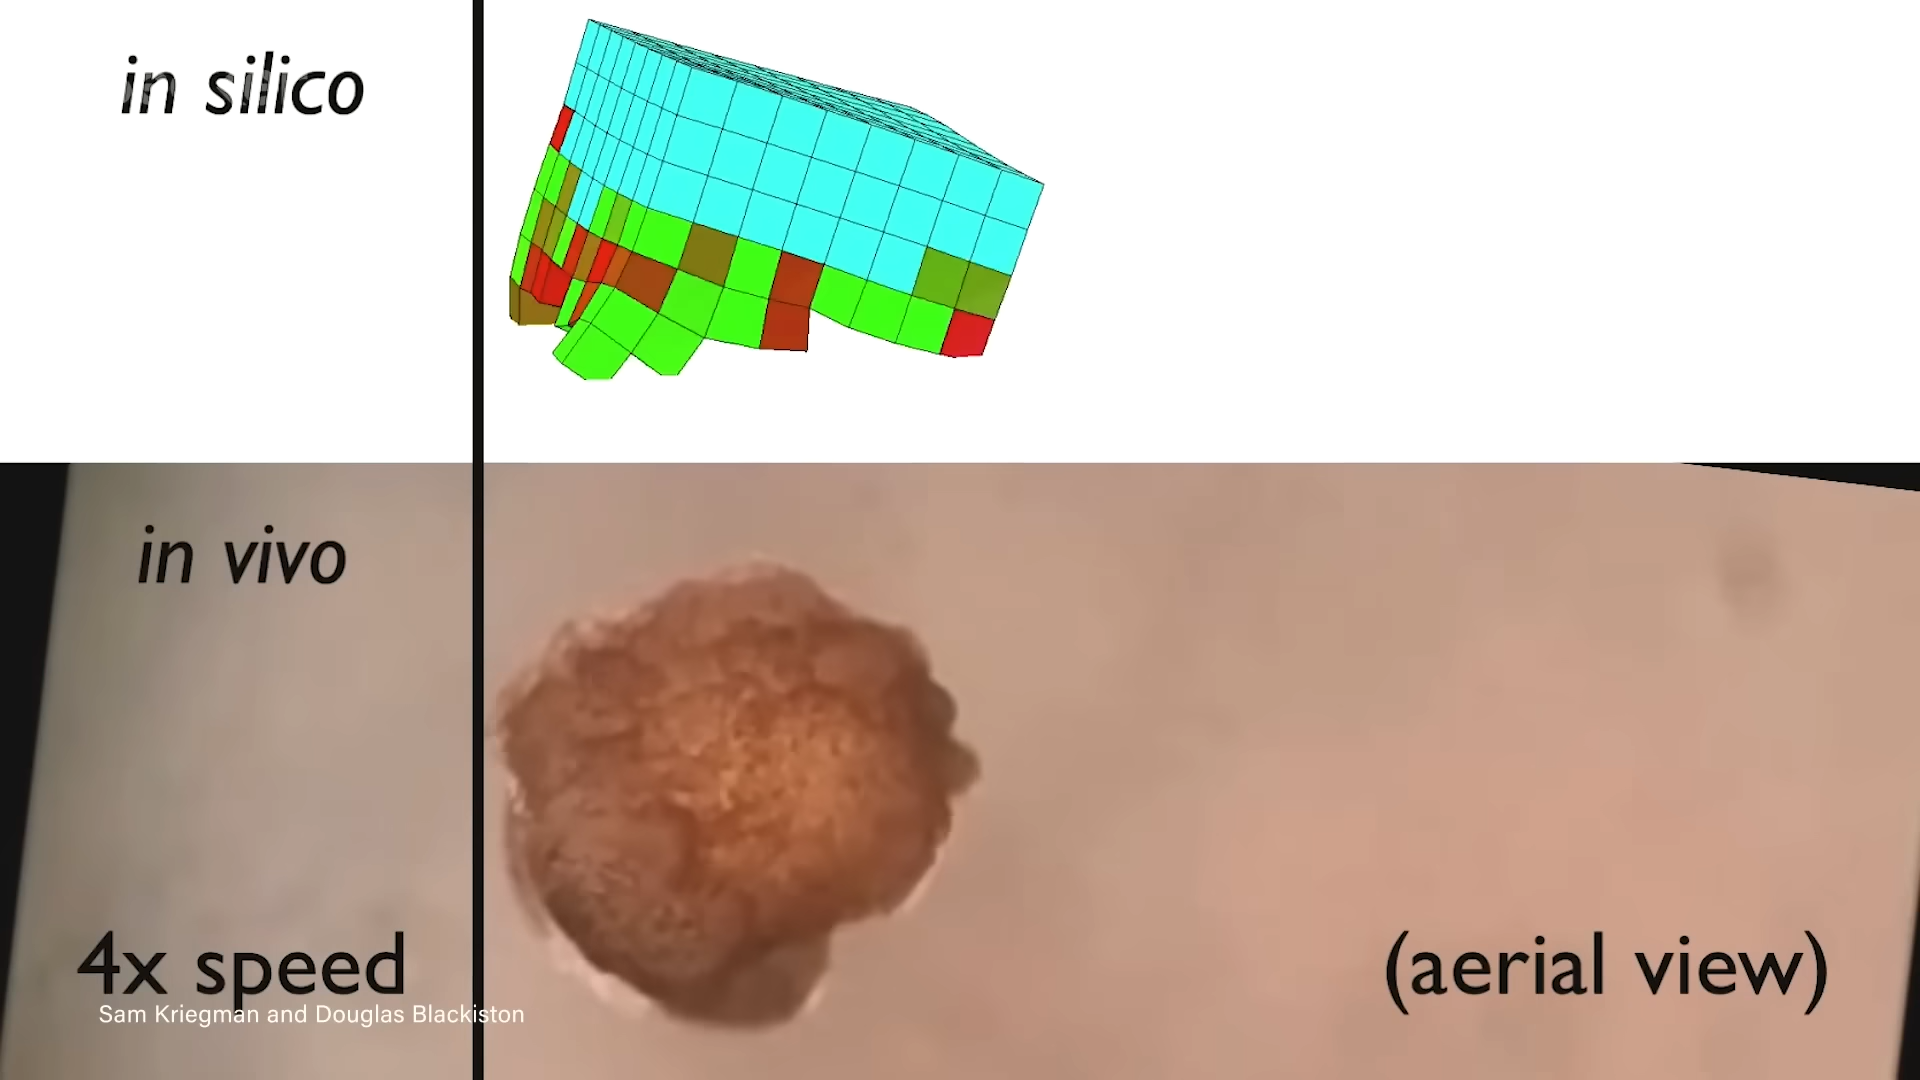 in silico
in vivo
4x speed
(aerial view)
Sam Kriegman and Douglas Blackiston